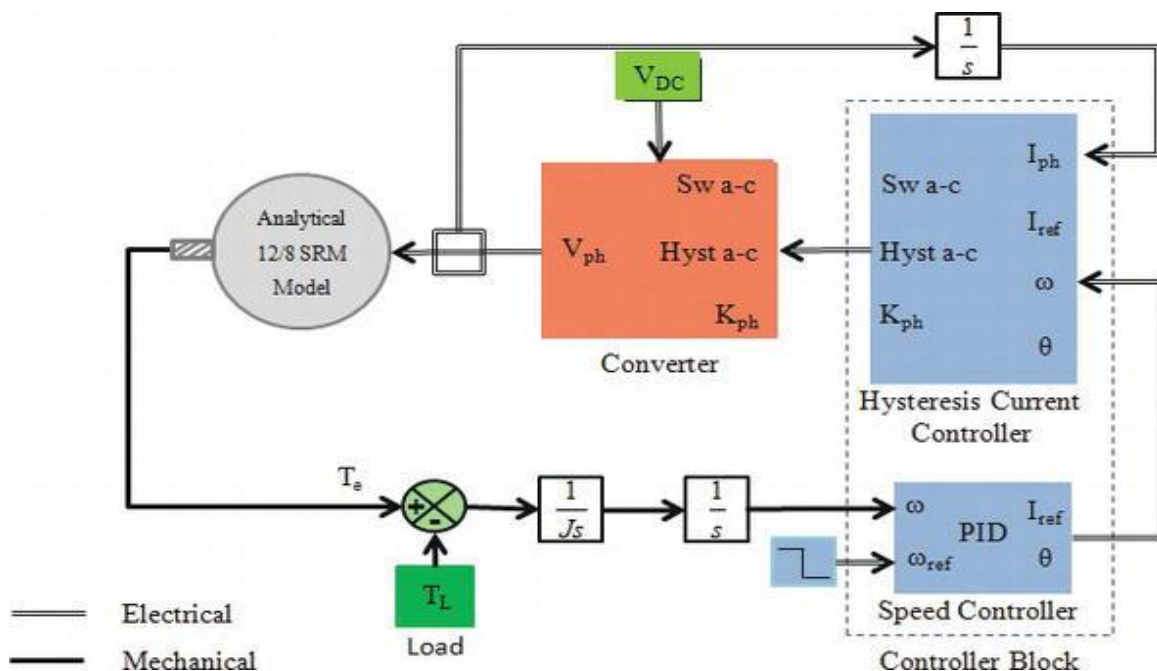 1
s
V_DC
I_ph
Sw a-c
Sw a-c
Analytical
12/8 SRM
Model
V_ph
Hyst a-c
Hyst a-c
I_ref
ω
K_ph
K_ph
θ
Converter
Hysteresis Current
Controller
T_e
+
-
1
Js
1
s
ω
PID
I_ref
ω_ref
θ
T_L
Load
Speed Controller
Controller Block
Electrical
Mechanical